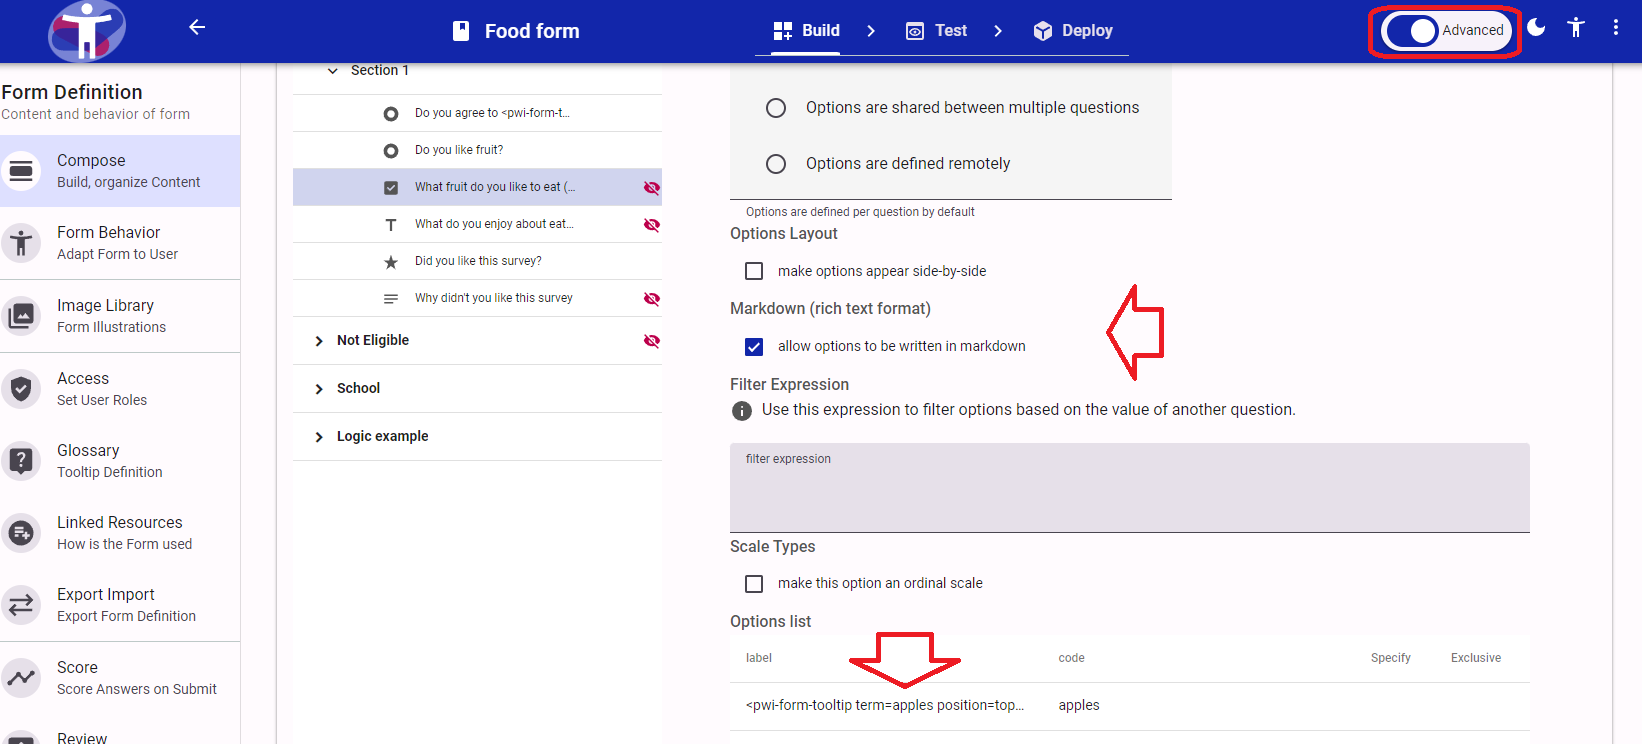 Food form
Build
Test
Deploy
Advanced
Form Definition
Content and behavior of form
Compose
Build, organize Content
Form Behavior
Adapt Form to User
Image Library
Form Illustrations
Access
Set User Roles
Glossary
Tooltip Definition
Linked Resources
How is the Form used
Export Import
Export Form Definition
Score
Score Answers on Submit
Review
Section 1
Do you agree to <pwi-form-t...
Do you like fruit?
What fruit do you like to eat (...
What do you enjoy about eat...
Did you like this survey?
Why didn't you like this survey
Not Eligible
School
Logic example
Options are shared between multiple questions
Options are defined remotely
Options are defined per question by default
Options Layout
make options appear side-by-side
Markdown (rich text format)
allow options to be written in markdown
Filter Expression
Use this expression to filter options based on the value of another question.
filter expression
Scale Types
make this option an ordinal scale
Options list
label code Specify Exclusive
<pwi-form-tooltip term=apples position=top... apples